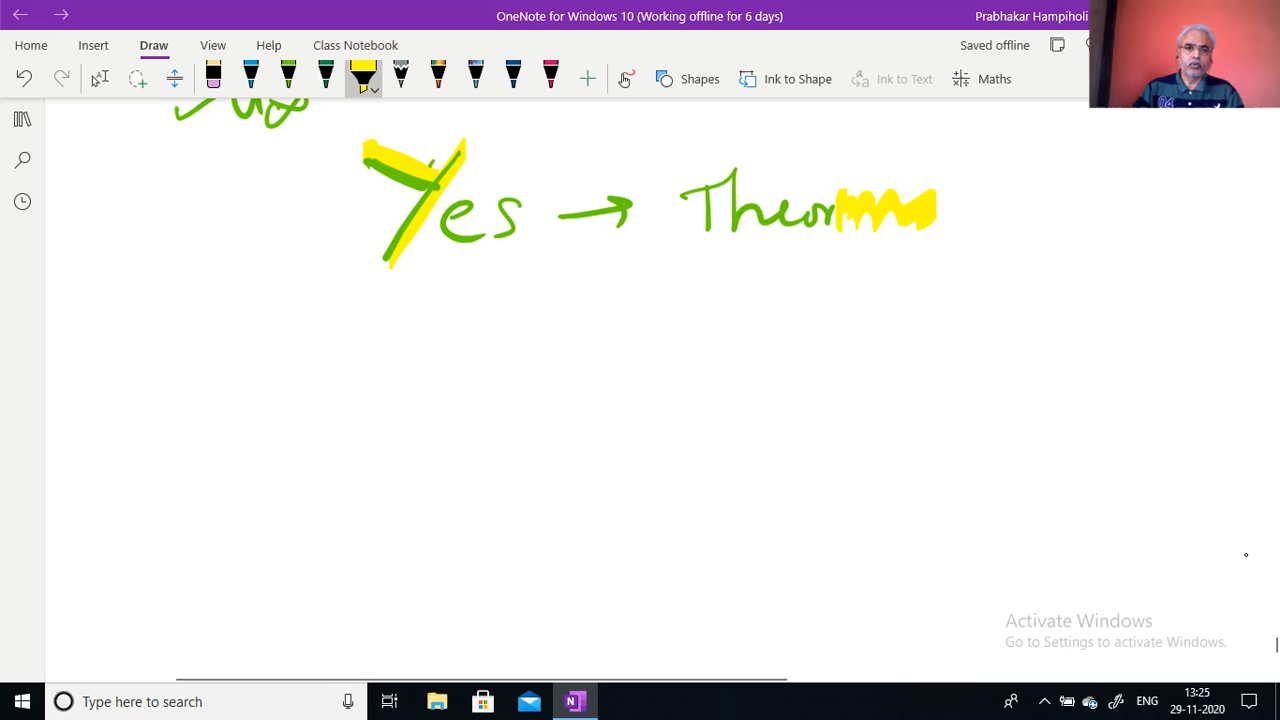 OneNote for Windows 10 (Working offline for 6 days) Prabhakar Hampiholi
Home Insert Draw View Help Class Notebook Saved offline
Shapes Ink to Shape Ink to Text Maths
Yes → Theor
Activate Windows
Go to Settings to activate Windows.
Type here to search
ENG 13:25
29-11-2020